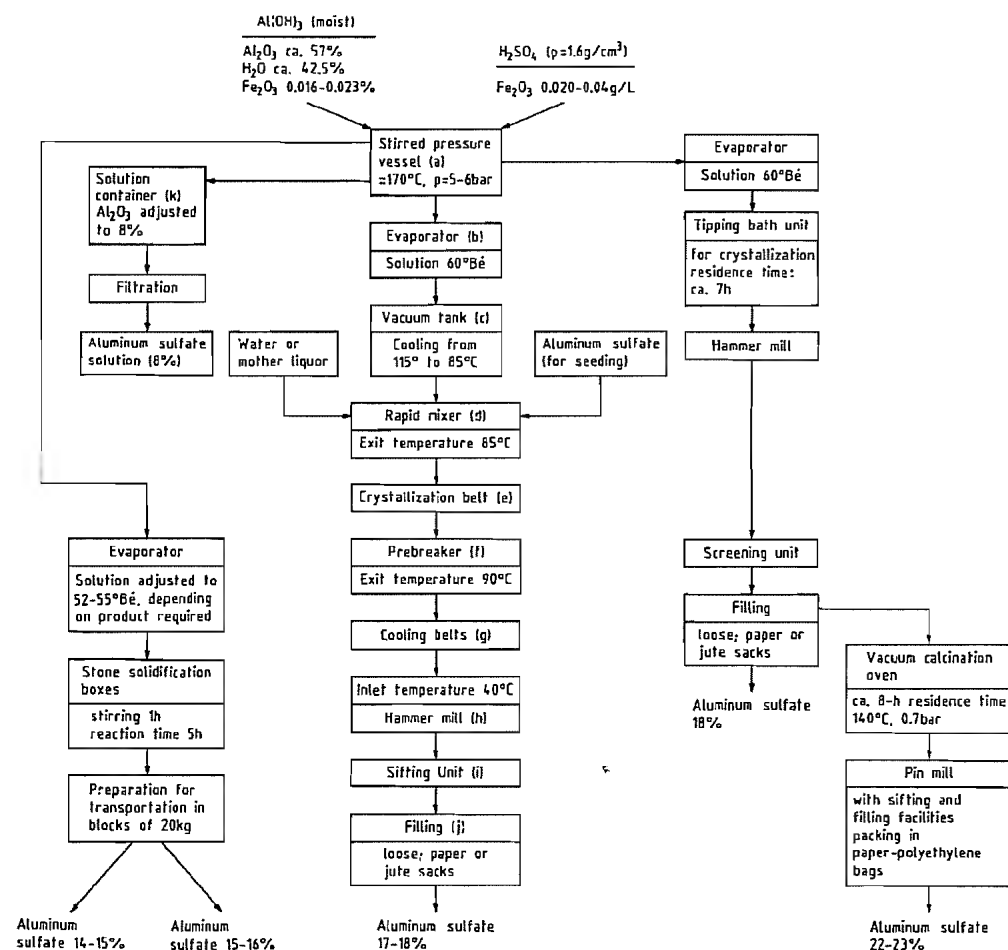 Al(OH)₃ (moist)
Al₂O₃ ca. 57%
H₂O ca. 42.5%
Fe₂O₃ 0.016-0.023%
H₂SO₄ (p=1.6g/cm³)
Fe₂O₃ 0.020-0.04g/L
Stirred pressure
vessel (a)
≈170°C, p=5-6bar
Solution
container (k)
Al₂O₃ adjusted
to 8%
Filtration
Aluminum sulfate
solution (8%)
Evaporator (b)
Solution 60°Bé
Vacuum tank (c)
Cooling from
115° to 85°C
Water or
mother liquor
Aluminum sulfate
(for seeding)
Rapid mixer (d)
Exit temperature 85°C
Crystallization belt (e)
Prebreaker (f)
Exit temperature 90°C
Cooling belts (g)
Inlet temperature 40°C
Hammer mill (h)
Sifting Unit (i)
Filling (j)
loose; paper or
jute sacks
Aluminum sulfate
17-18%
Evaporator
Solution adjusted to
52-55°Bé, depending
on product required
Stone solidification
boxes
stirring 1h
reaction time 5h
Preparation for
transportation in
blocks of 20kg
Aluminum
sulfate 14-15%
Aluminum
sulfate 15-16%
Evaporator
Solution 60°Bé
Tipping bath unit
for crystallization
residence time:
ca. 7h
Hammer mill
Screening unit
Filling
loose; paper or
jute sacks
Aluminum sulfate
18%
Vacuum calcination
oven
ca. 8-h residence time
140°C, 0.7bar
Pin mill
with sifting and
filling facilities
packing in
paper-polyethylene
bags
Aluminum sulfate
22-23%